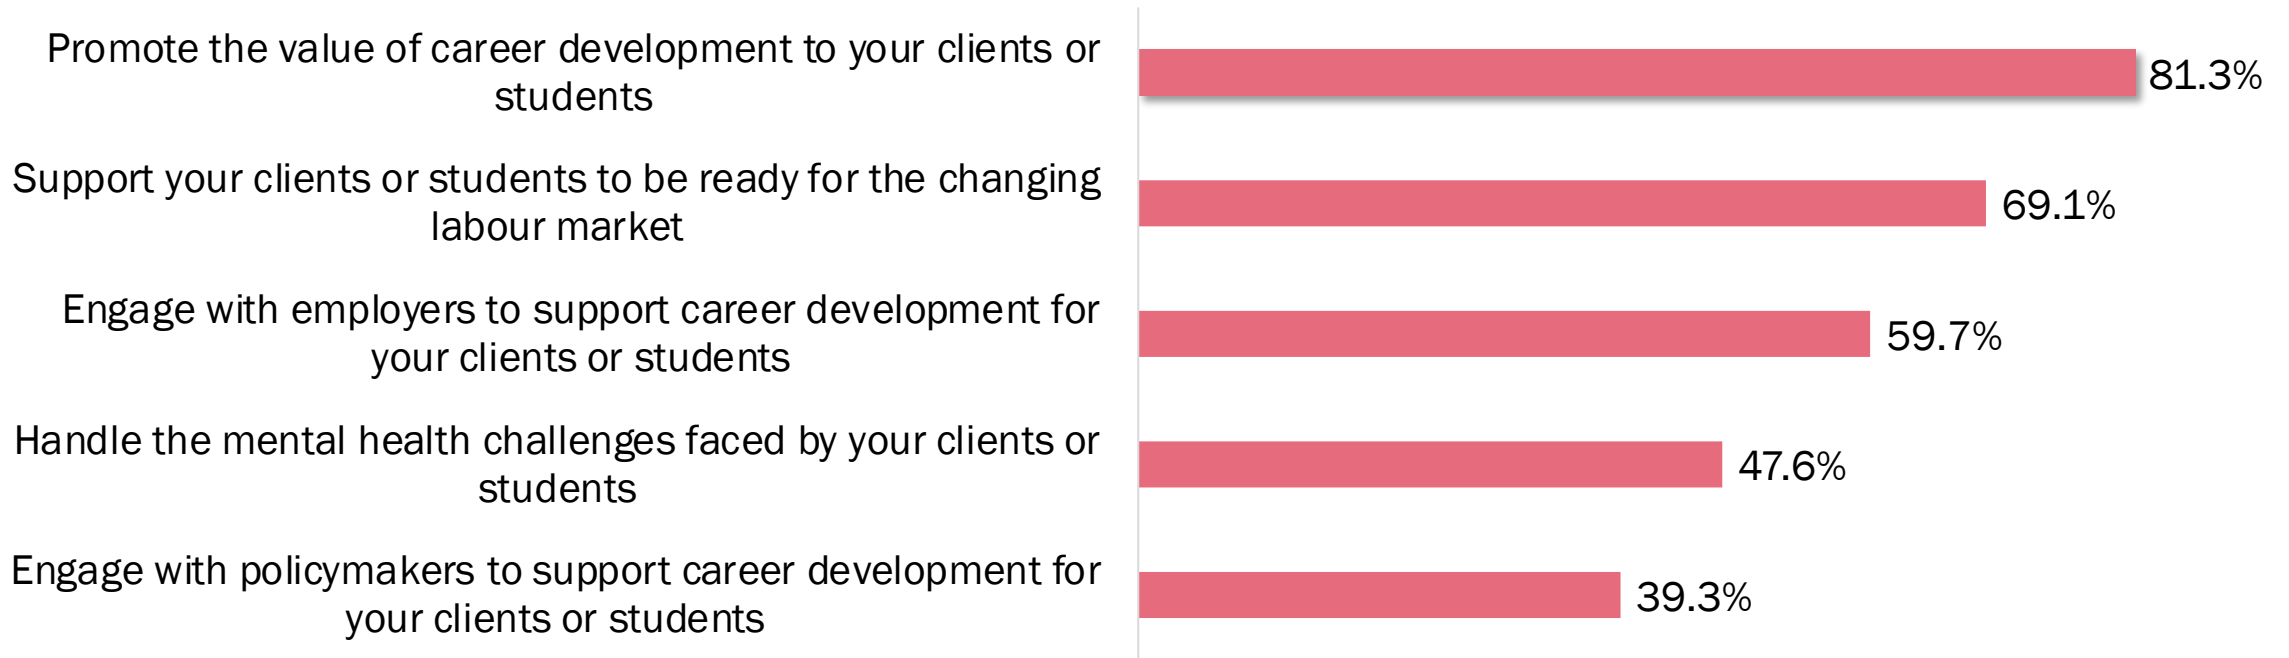 Promote the value of career development to your clients or
students
81.3%
Support your clients or students to be ready for the changing
labour market
69.1%
Engage with employers to support career development for
your clients or students
59.7%
Handle the mental health challenges faced by your clients or
students
47.6%
Engage with policymakers to support career development for
your clients or students
39.3%